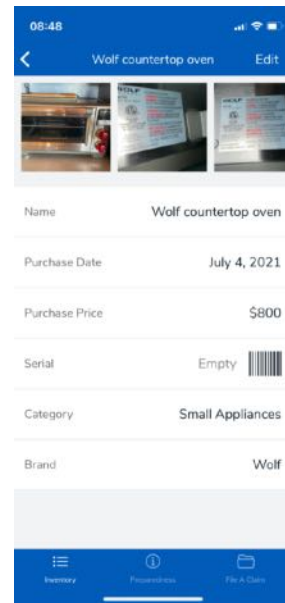 08:48
Wolf countertop oven Edit
WOLF
Name Wolf countertop oven
Purchase Date July 4, 2021
Purchase Price $800
Serial Empty
Category Small Appliances
Brand Wolf
Inventory Preparedness File A Claim